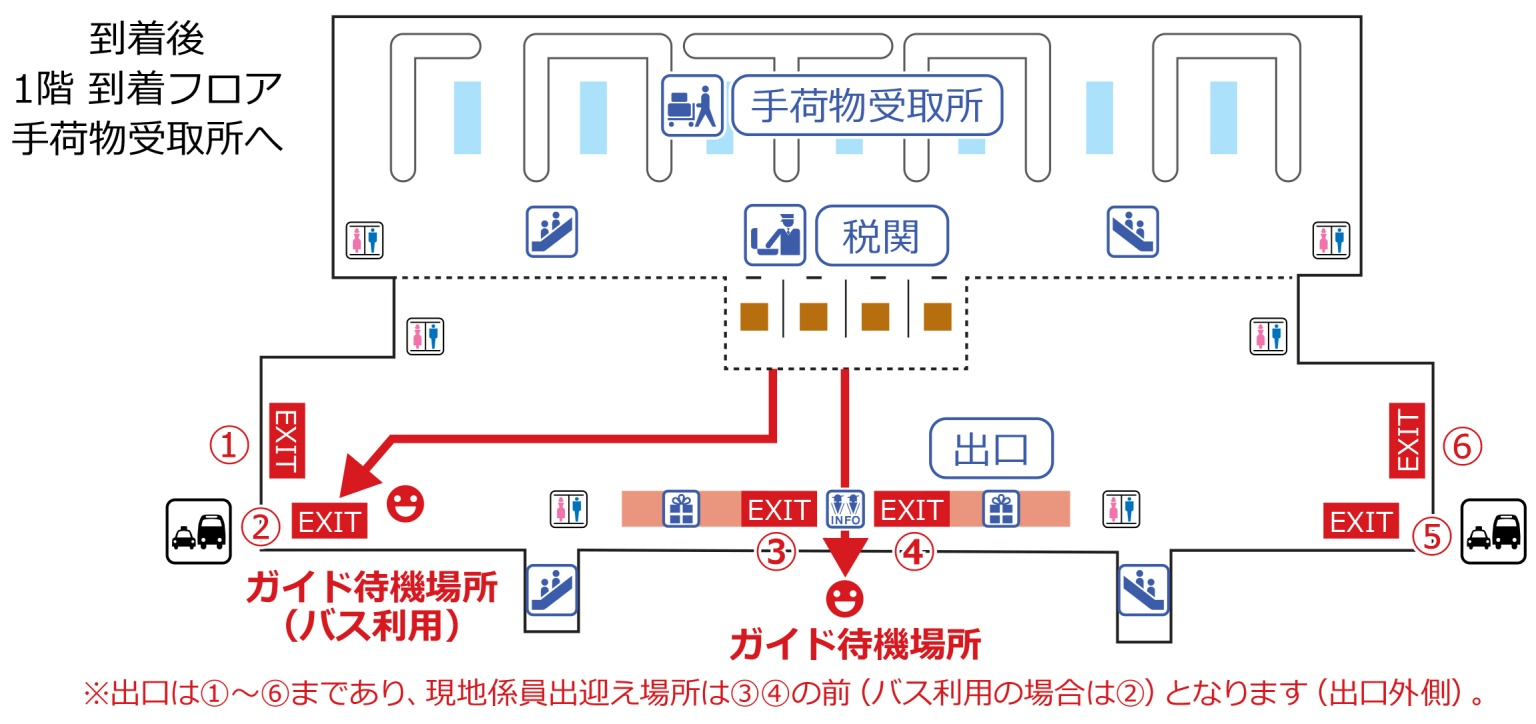 到着後
1階 到着フロア
手荷物受取所へ
手荷物受取所
税関
出口
①
EXIT
②
EXIT
EXIT
③
INFO
EXIT
④
EXIT
⑤
EXIT
⑥
ガイド待機場所
（バス利用）
ガイド待機場所
※出口は①～⑥まであり、現地係員出迎え場所は③④の前（バス利用の場合は②）となります（出口外側）。